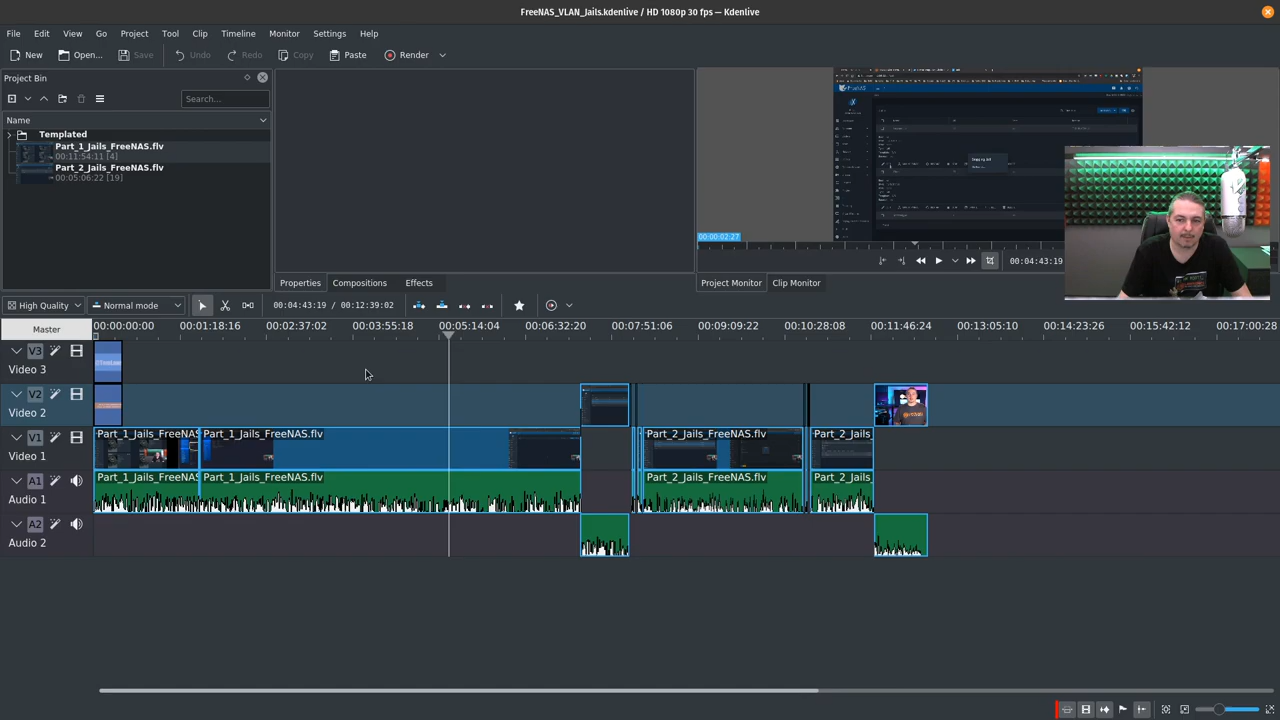 FreeNAS_VLAN_Jails.kdenlive / HD 1080p 30 fps — Kdenlive
File Edit View Go Project Tool Clip Timeline Monitor Settings Help
New Open... Save Undo Redo Copy Paste Render
Project Bin
Search...
Name
Templated
Part_1_Jails_FreeNAS.flv
00:11:54:11 [4]
Part_2_Jails_FreeNAS.flv
00:05:06:22 [19]
FreeNAS
00:00:02:27
00:04:43:19
Properties Compositions Effects Project Monitor Clip Monitor
High Quality Normal mode 00:04:43:19 / 00:12:39:02
Master 00:00:00:00 00:01:18:16 00:02:37:02 00:03:55:18 00:05:14:04 00:06:32:20 00:07:51:06 00:09:09:22 00:10:28:08 00:11:46:24 00:13:05:10 00:14:23:26 00:15:42:12 00:17:00:28
V3
Video 3
V2
Video 2
V1 Part_1_Jails_FreeNAS Part_1_Jails_FreeNAS.flv Part_2_Jails_FreeNAS.flv Part_2_Jails
Video 1
A1 Part_1_Jails_FreeNAS Part_1_Jails_FreeNAS.flv Part_2_Jails_FreeNAS.flv Part_2_Jails
Audio 1
A2
Audio 2